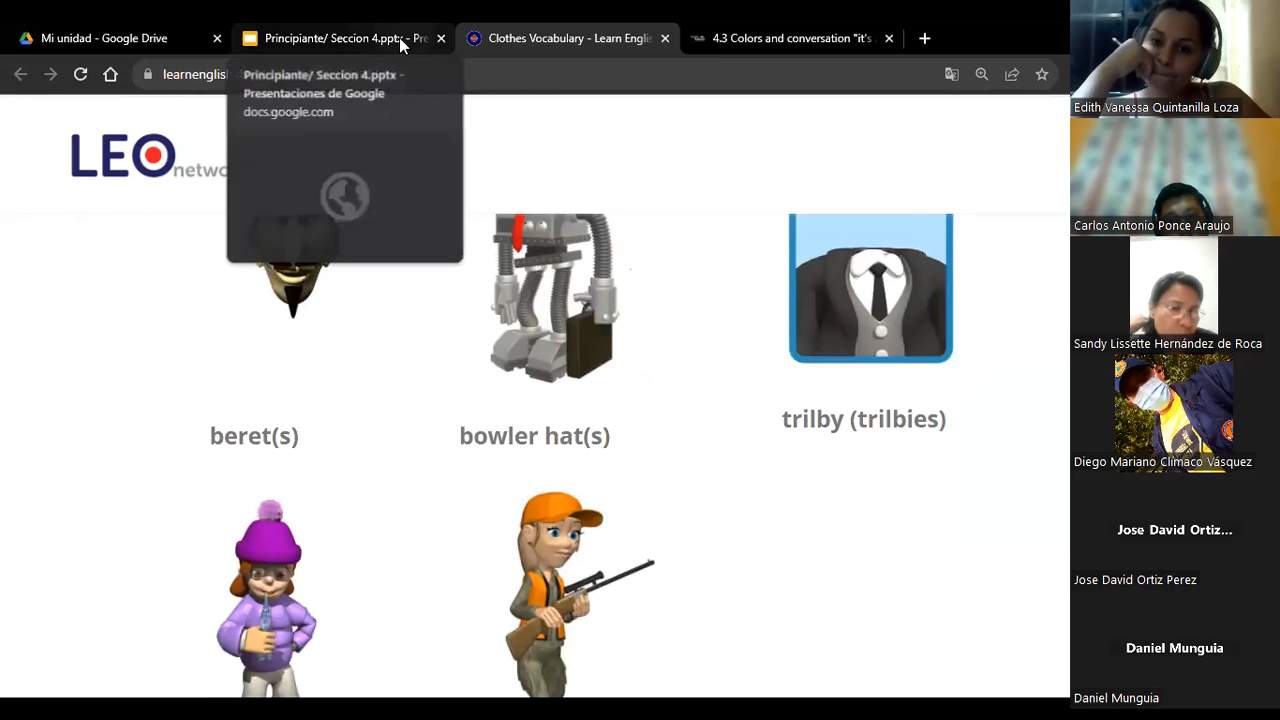 Mi unidad - Google Drive
Principiante/ Seccion 4.pptx - Pre
Clothes Vocabulary - Learn Englis
4.3 Colors and conversation "it's
learnenglis
Principiante/ Seccion 4.pptx -
Presentaciones de Google
docs.google.com
LEO netwo
beret(s)
bowler hat(s)
trilby (trilbies)
Edith Vanessa Quintanilla Loza
Carlos Antonio Ponce Araujo
Sandy Lissette Hernández de Roca
Diego Mariano Clímaco Vásquez
Jose David Ortiz...
Jose David Ortiz Perez
Daniel Munguia
Daniel Munguia